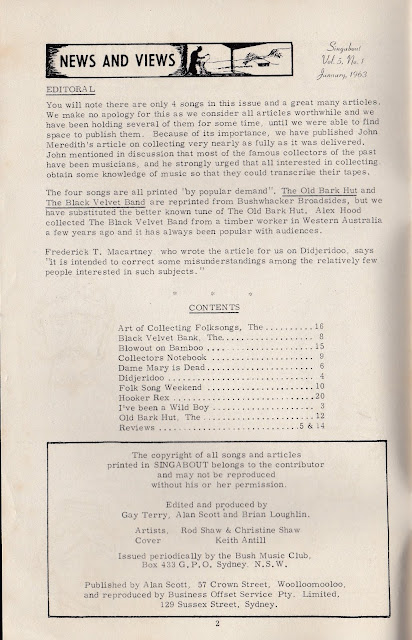 NEWS AND VIEWS
Singabout
Vol. 5, No. 1
January, 1963
EDITORIAL
You will note there are only 4 songs in this issue and a great many articles.
We make no apology for this as we consider all articles worthwhile and we
have been holding several of them for some time, until we were able to find
space to publish them. Because of its importance, we have published John
Meredith's article on collecting very nearly as fully as it was delivered.
John mentioned in discussion that most of the famous collectors of the past
have been musicians, and he strongly urged that all interested in collecting
obtain some knowledge of music so that they could transcribe their tapes.
The four songs are all printed "by popular demand". The Old Bark Hut and
The Black Velvet Band are reprinted from Bushwhacker Broadsides, but we
have substituted the better known tune of The Old Bark Hut. Alex Hood
collected The Black Velvet Band from a timber worker in Western Australia
a few years ago and it has always been popular with audiences.
Frederick T. Macartney, who wrote the article for us on Didjeridoo, says
"it is intended to correct some misunderstandings among the relatively few
people interested in such subjects."
* * *
CONTENTS
Art of Collecting Folksongs, The..........16
Black Velvet Bank, The.................. 8
Blowout on Bamboo .... ................15
Collectors Notebook .................... 9
Dame Mary is Dead..................... 6
Didjeridoo ............................. 4
Folk Song Weekend .....................10
Hooker Rex ............................20
I've been a Wild Boy .................... 3
Old Bark Hut, The ......................12
Reviews ...........................5 & 14
The copyright of all songs and articles
printed in SINGABOUT belongs to the contributor
and may not be reproduced
without his or her permission.
Edited and produced by
Gay Terry, Alan Scott and Brian Loughlin.
Artists, Rod Shaw & Christine Shaw
Cover Keith Antill
Issued periodically by the Bush Music Club,
Box 433 G.P.O. Sydney. N.S.W.
Published by Alan Scott, 57 Crown Street, Woolloomooloo,
and reproduced by Business Offset Service Pty. Limited,
129 Sussex Street, Sydney.
2